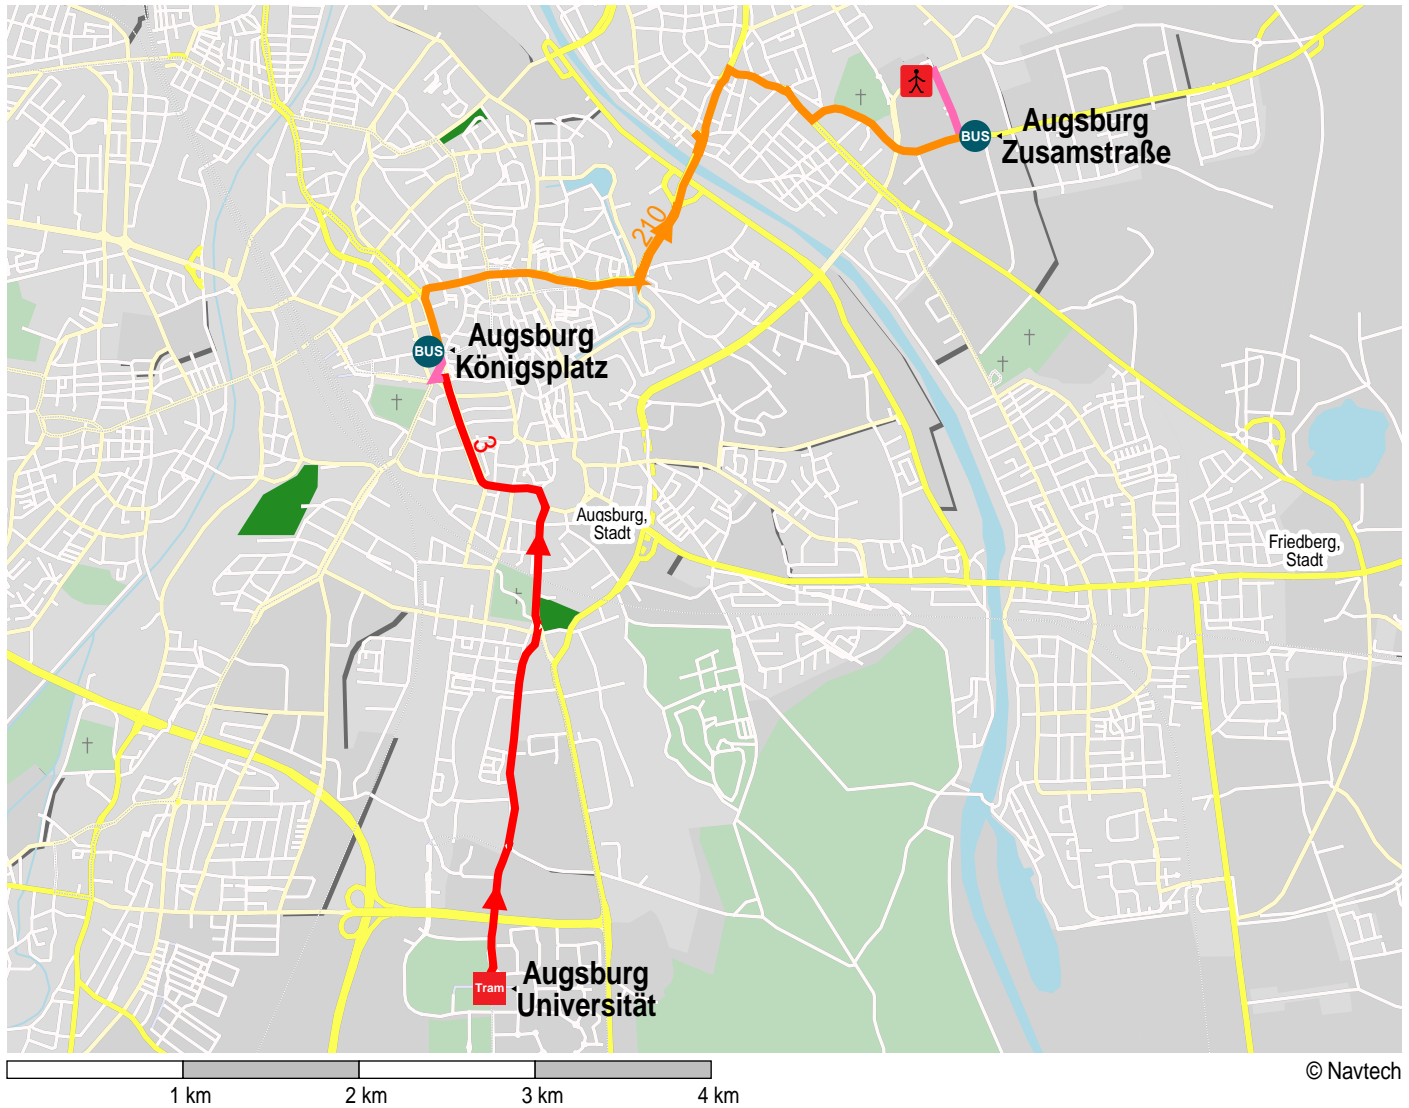 BUS
Augsburg
Zusamstraße
210
BUS
Augsburg
Königsplatz
3
Augsburg,
Stadt
Friedberg,
Stadt
Tram
Augsburg
Universität
1 km
2 km
3 km
4 km
© Navtech